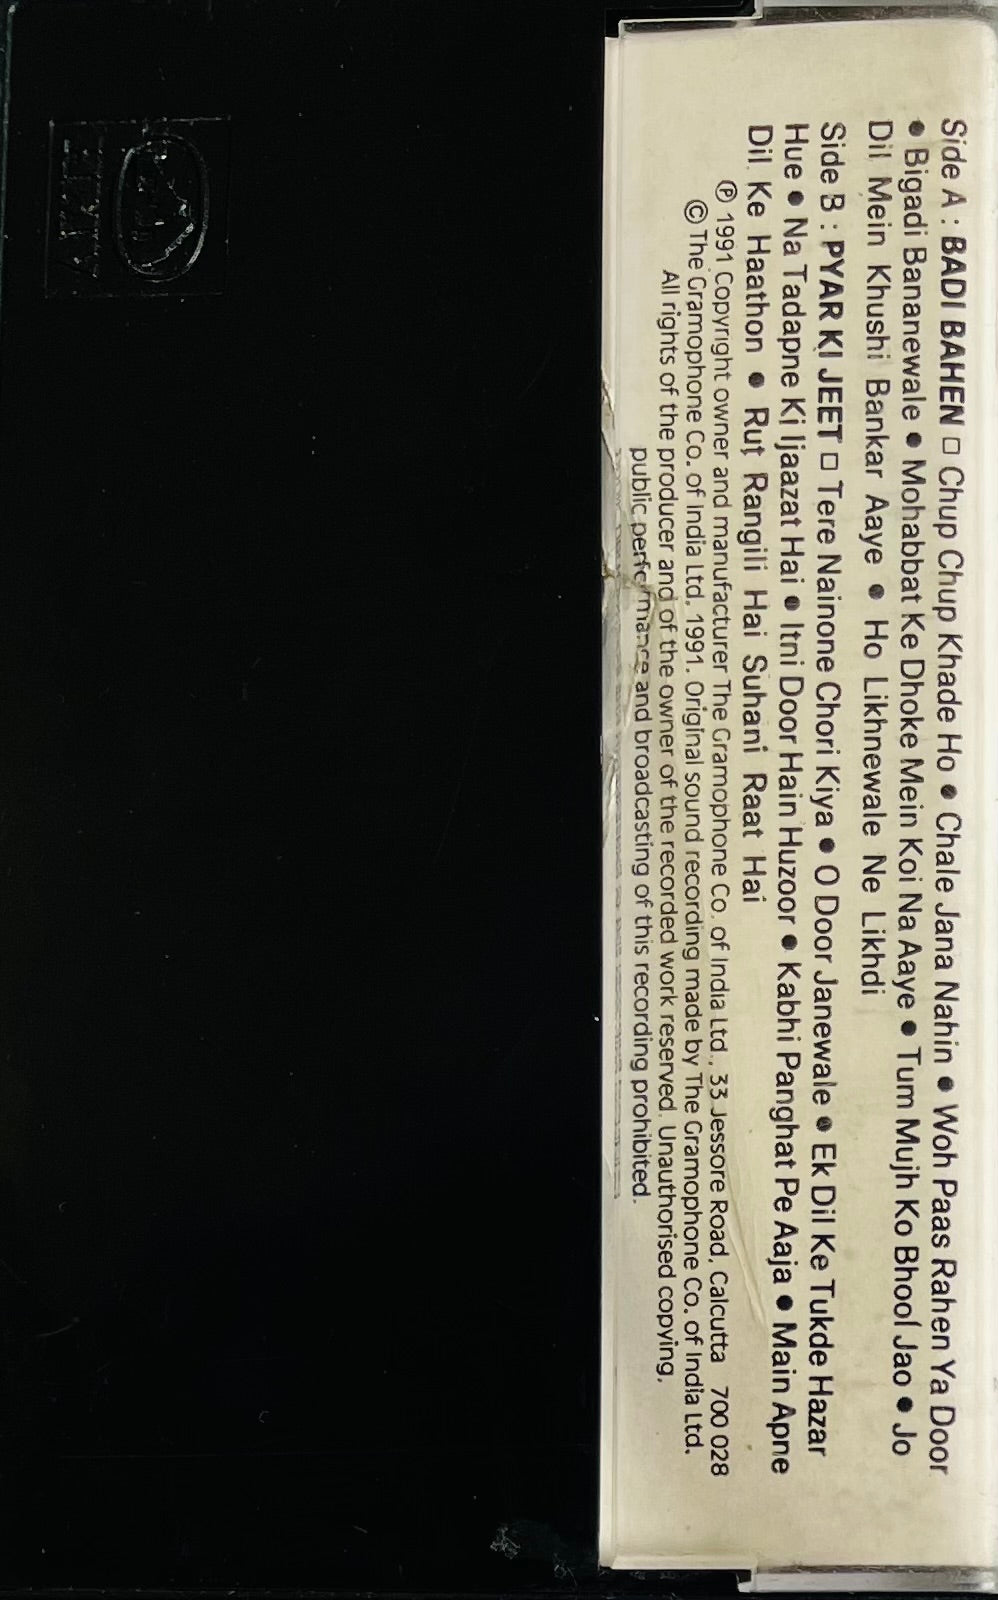 Side A : BADI BAHEN □ Chup Chup Khade Ho ● Chale Jana Nahin ● Woh Paas Rahen Ya Door
● Bigadi Bananewale ● Mohabbat Ke Dhoke Mein Koi Na Aaye ● Tum Mujh Ko Bhool Jao ● Jo
Dil Mein Khushi Bankar Aaye ● Ho Likhnewale Ne Likhdi
Side B : PYAR KI JEET □ Tere Nainone Chori Kiya ● O Door Janewale ● Ek Dil Ke Tukde Hazar
Hue ● Na Tadapne Ki Ijaazat Hai ● Itni Door Hain Huzoor ● Kabhi Panghat Pe Aaja ● Main Apne
Dil Ke Haathon ● Rut Rangili Hai Suhani Raat Hai
℗ 1991 Copyright owner and manufacturer The Gramophone Co. of India Ltd., 33 Jessore Road, Calcutta 700 028
© The Gramophone Co. of India Ltd. 1991. Original sound recording made by The Gramophone Co. of India Ltd.
All rights of the producer and of the owner of the recorded work reserved. Unauthorised copying,
public performance and broadcasting of this recording prohibited.